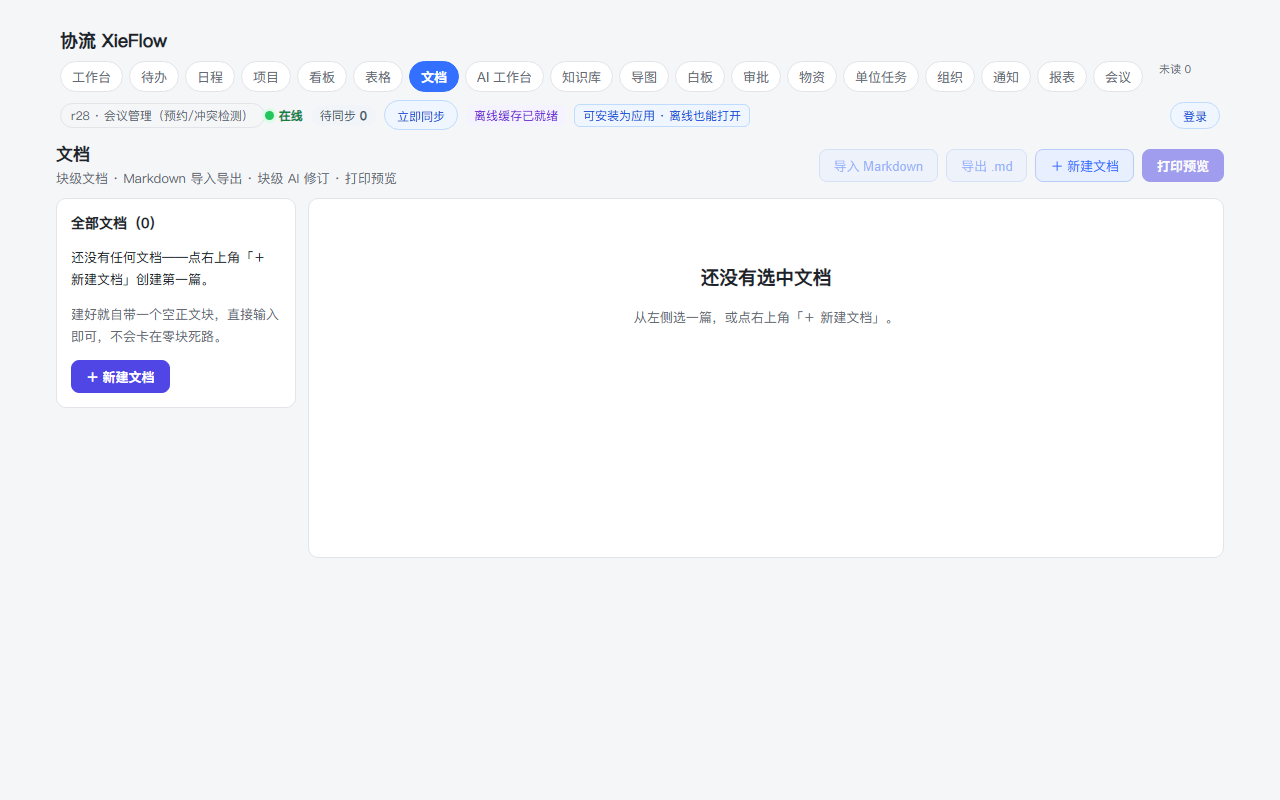 协流 XieFlow
工作台 待办 日程 项目 看板 表格 文档 AI 工作台 知识库 导图 白板 审批 物资 单位任务 组织 通知 报表 会议 未读 0
r28 · 会议管理（预约/冲突检测） 在线 待同步 0 立即同步 离线缓存已就绪 可安装为应用 · 离线也能打开 登录
文档
块级文档 · Markdown 导入导出 · 块级 AI 修订 · 打印预览
导入 Markdown 导出 .md ＋ 新建文档 打印预览
全部文档（0）
还没有任何文档——点右上角「＋
新建文档」创建第一篇。
建好就自带一个空正文块，直接输入
即可，不会卡在零块死路。
＋ 新建文档
还没有选中文档
从左侧选一篇，或点右上角「＋ 新建文档」。